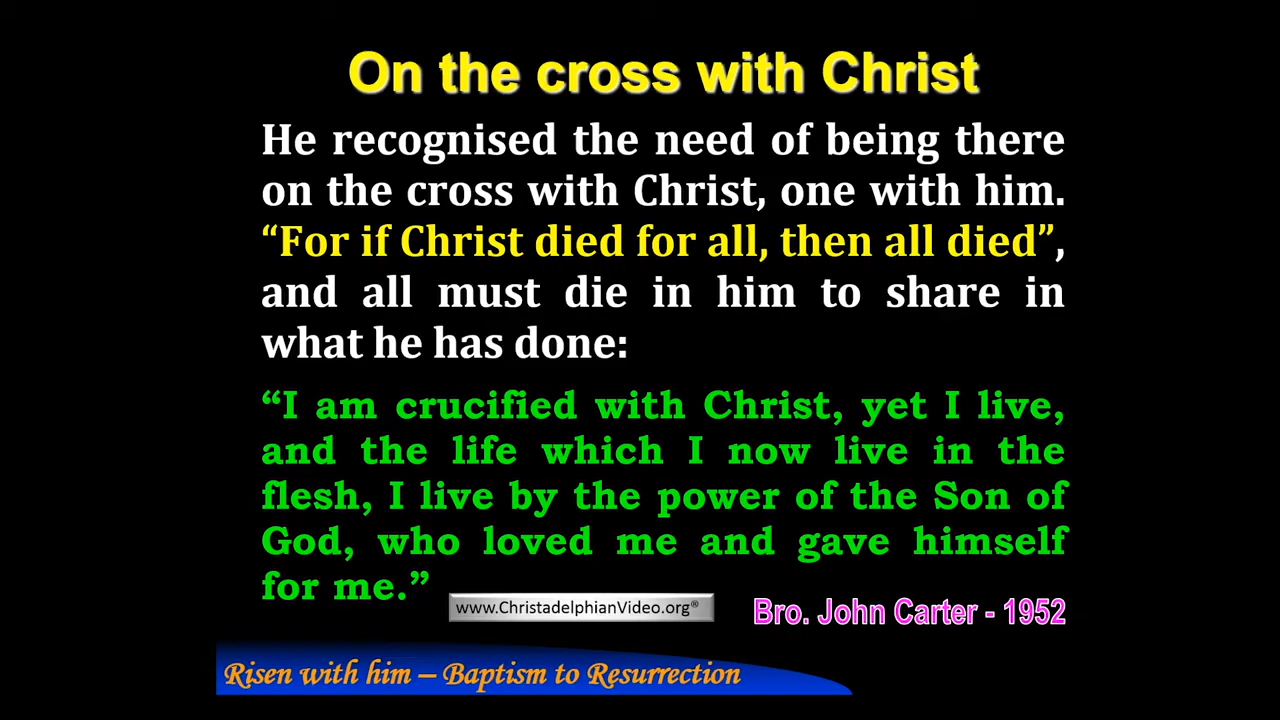 On the cross with Christ
He recognised the need of being there
on the cross with Christ, one with him.
“For if Christ died for all, then all died”,
and all must die in him to share in
what he has done:
“I am crucified with Christ, yet I live,
and the life which I now live in the
flesh, I live by the power of the Son of
God, who loved me and gave himself
for me.”
www.ChristadelphianVideo.org®
Bro. John Carter - 1952
Risen with him – Baptism to Resurrection